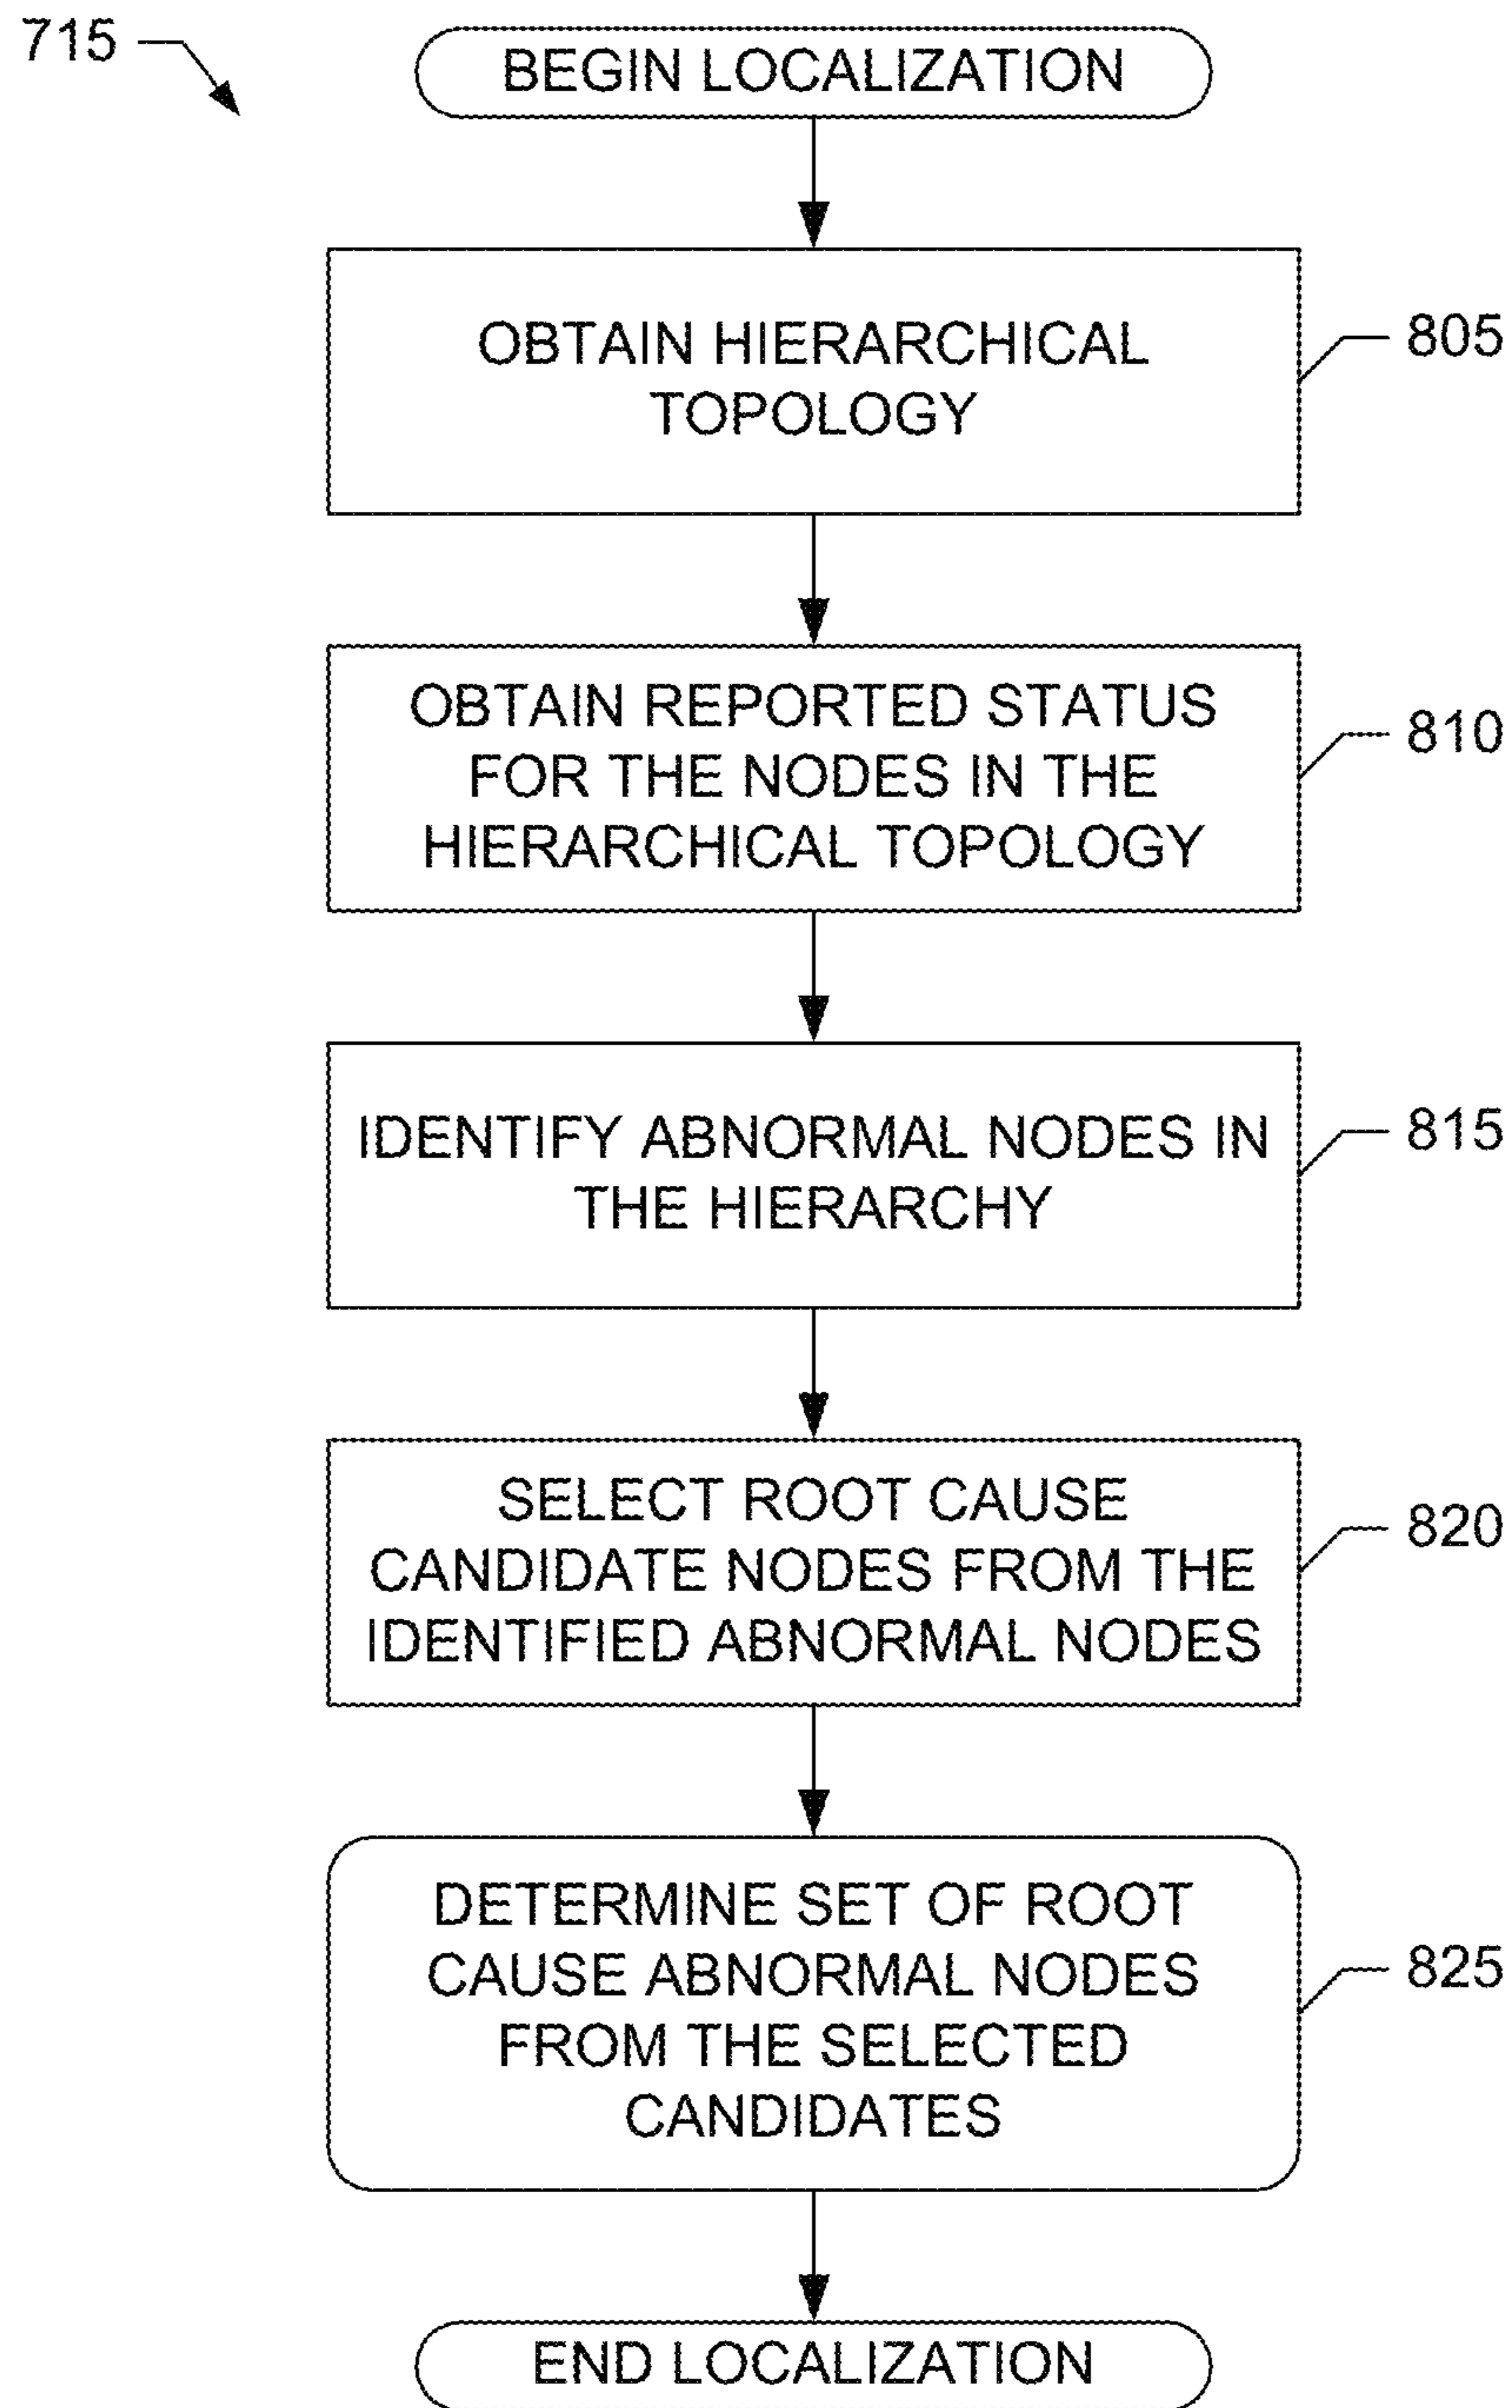 715
BEGIN LOCALIZATION
OBTAIN HIERARCHICAL
TOPOLOGY
805
OBTAIN REPORTED STATUS
FOR THE NODES IN THE
HIERARCHICAL TOPOLOGY
810
IDENTIFY ABNORMAL NODES IN
THE HIERARCHY
815
SELECT ROOT CAUSE
CANDIDATE NODES FROM THE
IDENTIFIED ABNORMAL NODES
820
DETERMINE SET OF ROOT
CAUSE ABNORMAL NODES
FROM THE SELECTED
CANDIDATES
825
END LOCALIZATION